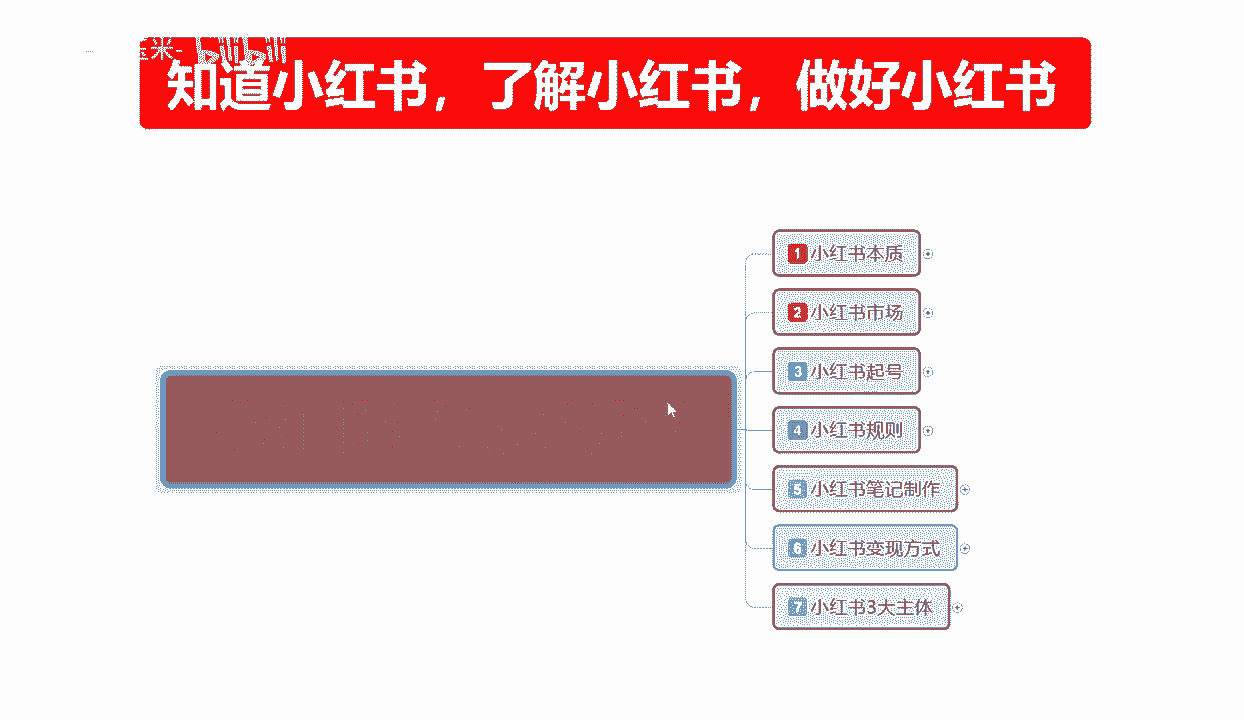 玉米- bilibili
知道小红书，了解小红书，做好小红书
1 小红书本质
2 小红书市场
3 小红书起号
4 小红书规则
5 小红书笔记制作
6 小红书变现方式
7 小红书3大主体